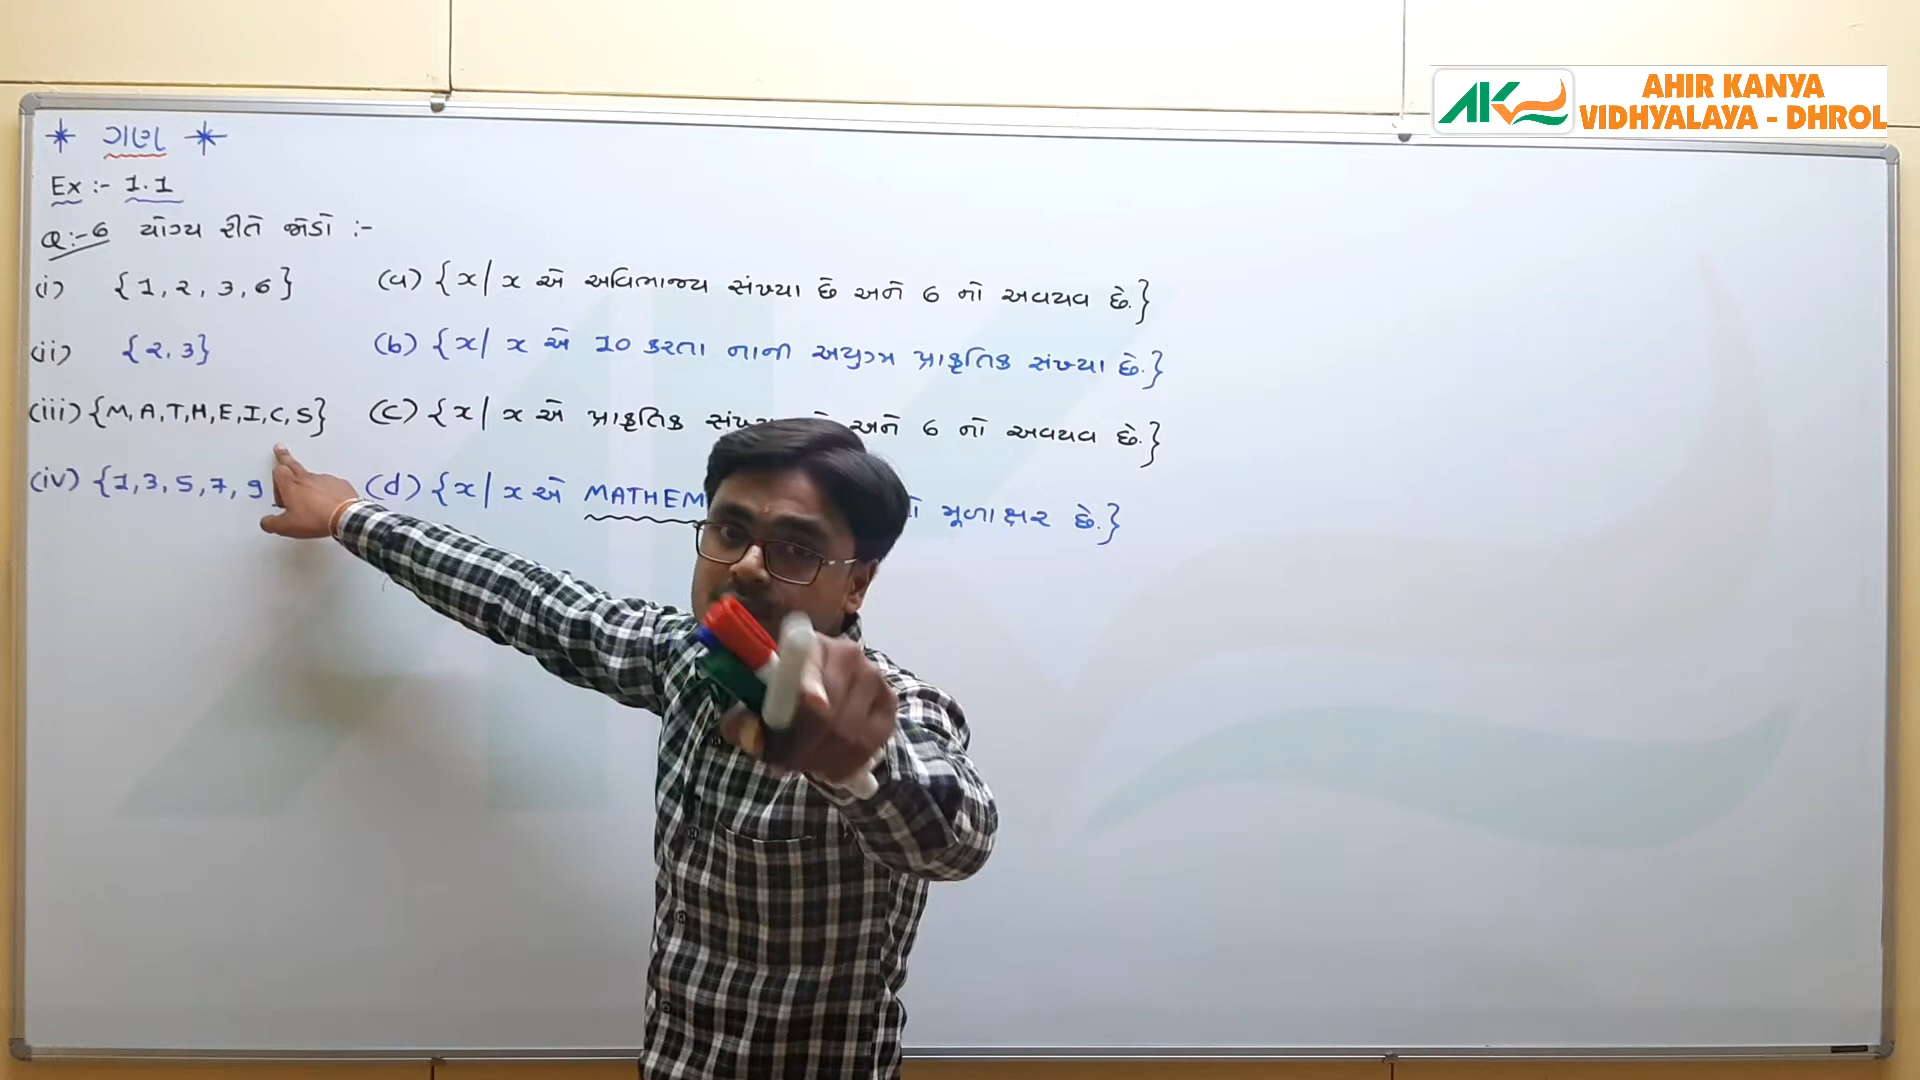 AHIR KANYA
VIDHYALAYA - DHROL
* ગણ *
Ex :- 1.1
Q:-6 યોગ્ય રીતે જોડો :-
(i) {1, 2, 3, 6} (a) {x | x એ અવિભાજ્ય સંખ્યા છે અને 6 નો અવયવ છે.}
(ii) {2, 3} (b) {x | x એ 10 કરતા નાની અયુગ્મ પ્રાકૃતિક સંખ્યા છે.}
(iii) {M, A, T, H, E, I, C, S} (c) {x | x એ પ્રાકૃતિક અને 6 નો અવયવ છે.}
(iv) {1, 3, 5, 7, 9 (d) {x | x એ MATHEM મૂળાક્ષર છે.}